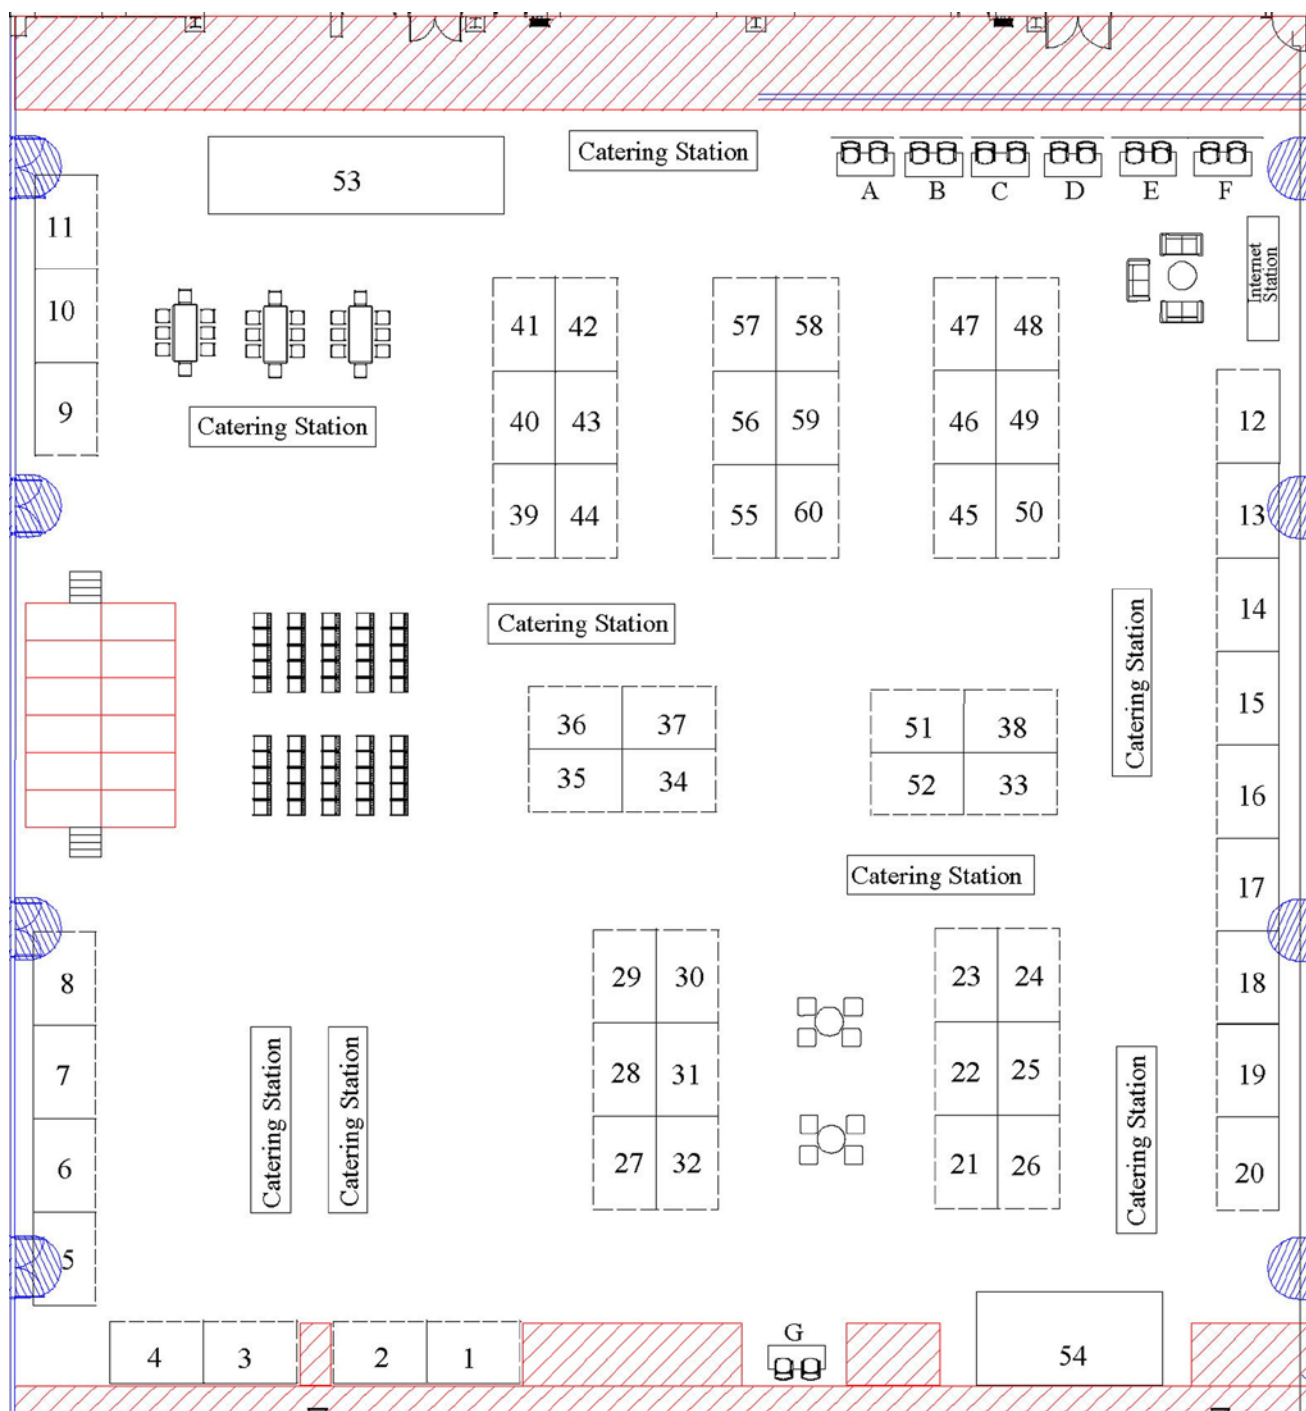 Catering Station
53
A B C D E F
11
Internet
Station
10
41 42 57 58 47 48
9
Catering Station
40 43 56 59 46 49
12
39 44 55 60 45 50
13
14
Catering Station
Catering Station
36 37
51 38
15
35 34
52 33
16
Catering Station
17
8
29 30
23 24
18
7
28 31
22 25
19
Catering Station
Catering Station
Catering Station
6
27 32
21 26
20
5
G
4 3 2 1
54